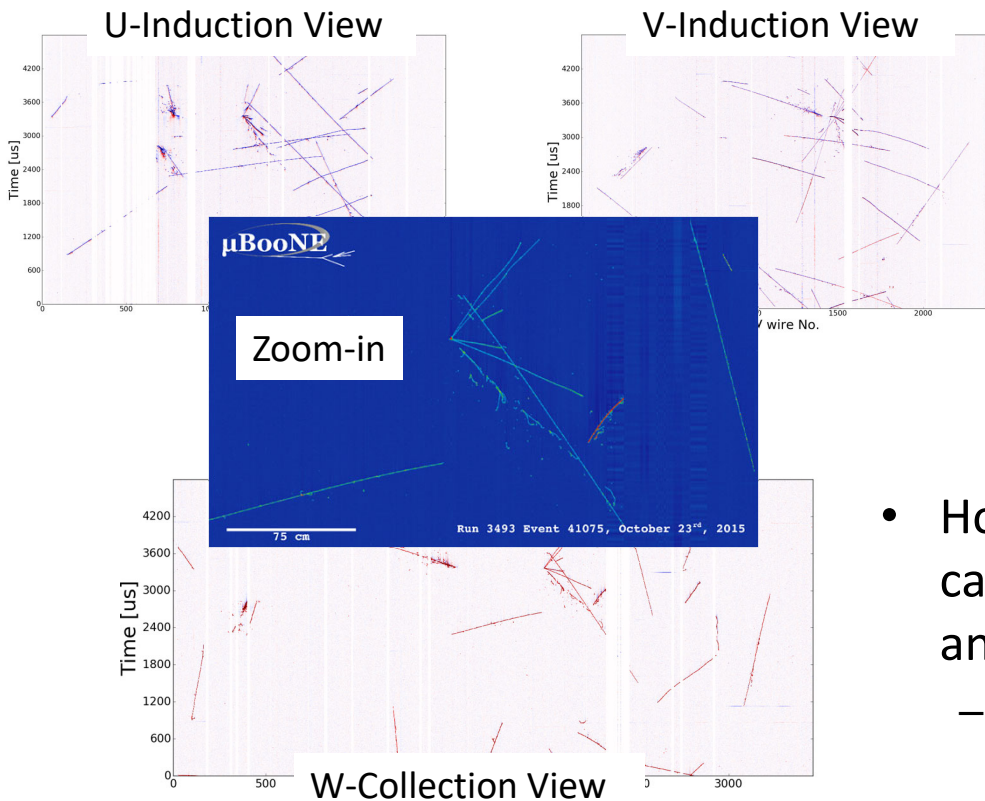 U-Induction View
V-Induction View
4200
3600
3000
2400
1800
1200
600
0
Time [us]
0
500
4200
3600
3000
2400
1800
Time [us]
1500
2000
wire No.
µBooNE
Zoom-in
75 cm
Run 3493 Event 41075, October 23rd, 2015
4200
3600
3000
2400
1800
1200
600
0
Time [us]
0
500
3000
W-Collection View
•
an
–